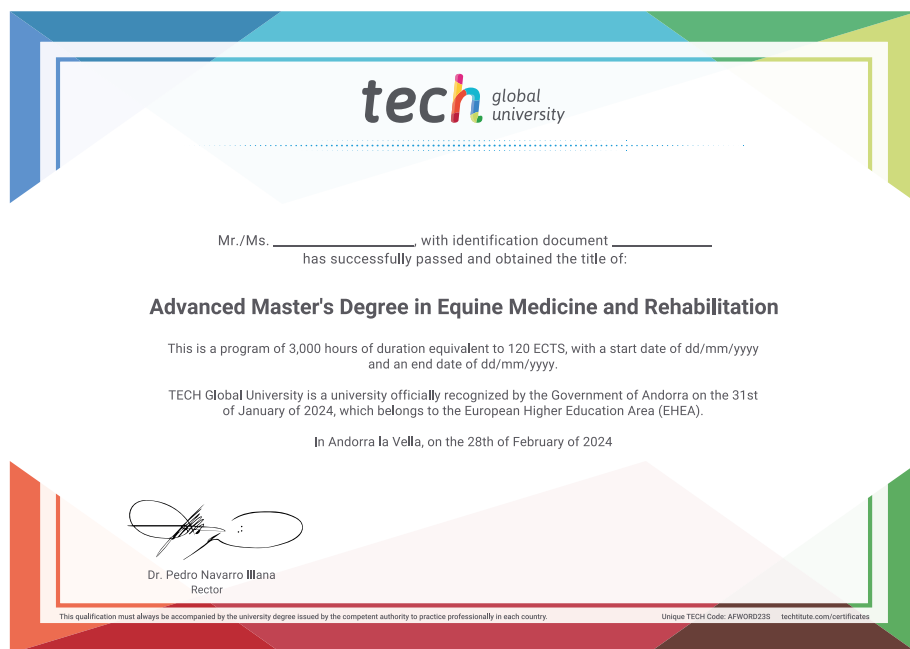 tech global
university
Mr./Ms. ____________, with identification document ____________
has successfully passed and obtained the title of:
Advanced Master's Degree in Equine Medicine and Rehabilitation
This is a program of 3,000 hours of duration equivalent to 120 ECTS, with a start date of dd/mm/yyyy
and an end date of dd/mm/yyyy.
TECH Global University is a university officially recognized by the Government of Andorra on the 31st
of January of 2024, which belongs to the European Higher Education Area (EHEA).
In Andorra la Vella, on the 28th of February of 2024
Dr. Pedro Navarro Illana
Rector
This qualification must always be accompanied by the university degree issued by the competent authority to practice professionally in each country. Unique TECH Code: AFWORD23S techtitute.com/certificates